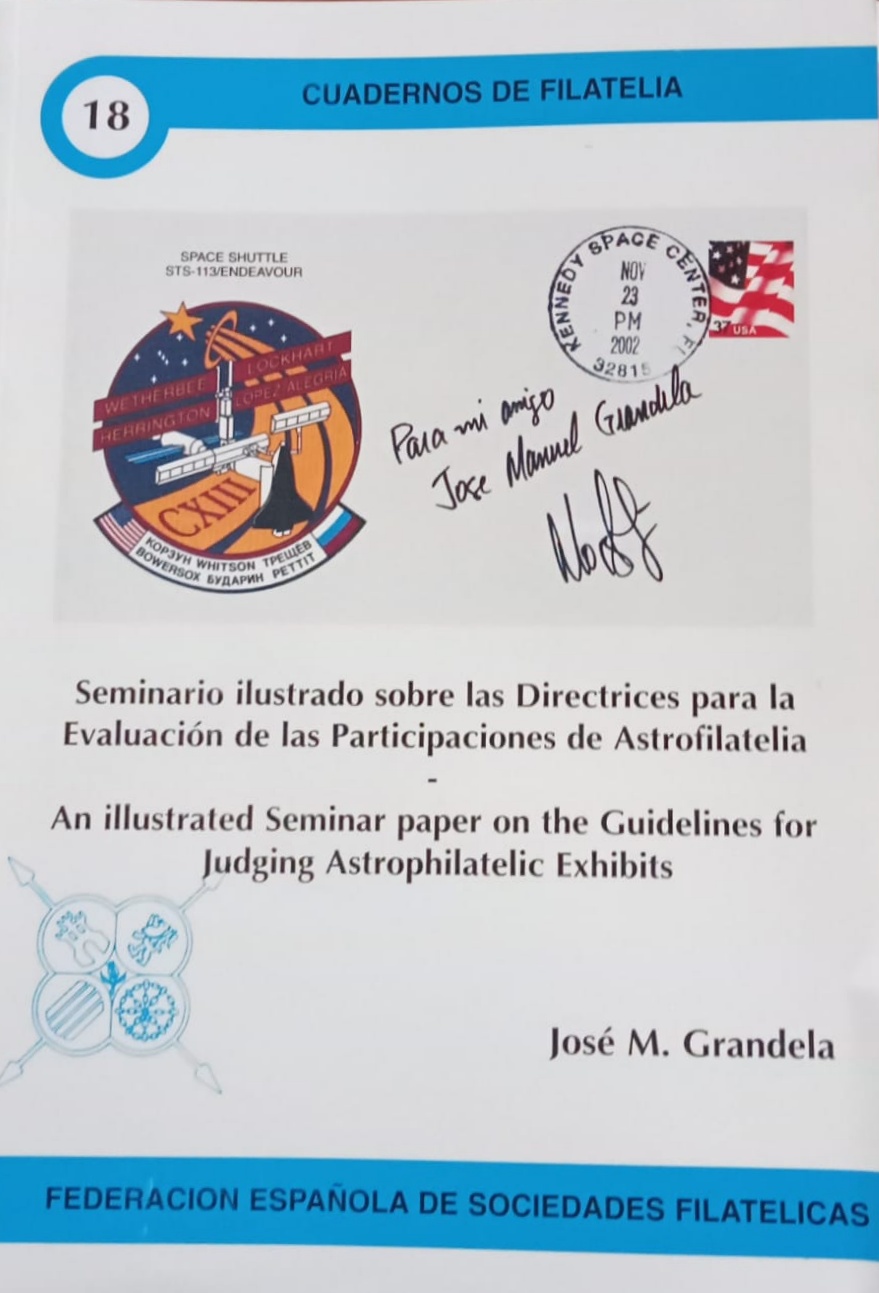 18
CUADERNOS DE FILATELIA
SPACE SHUTTLE
STS-113/ENDEAVOUR
WETHERBEE
LOCKHART
HERRINGTON
LOPEZ-ALEGRIA
CXIII
КОРЗУН WHITSON ТРЕЩЁВ
BOWERSOX БУДАРИН PETTIT
KENNEDY SPACE CENTER, FL
NOV
23
PM
2002
32815
37 USA
Para mi amigo
Jose Manuel Grandela
Seminario ilustrado sobre las Directrices para la
Evaluación de las Participaciones de Astrofilatelia
-
An illustrated Seminar paper on the Guidelines for
Judging Astrophilatelic Exhibits
José M. Grandela
FEDERACION ESPAÑOLA DE SOCIEDADES FILATELICAS